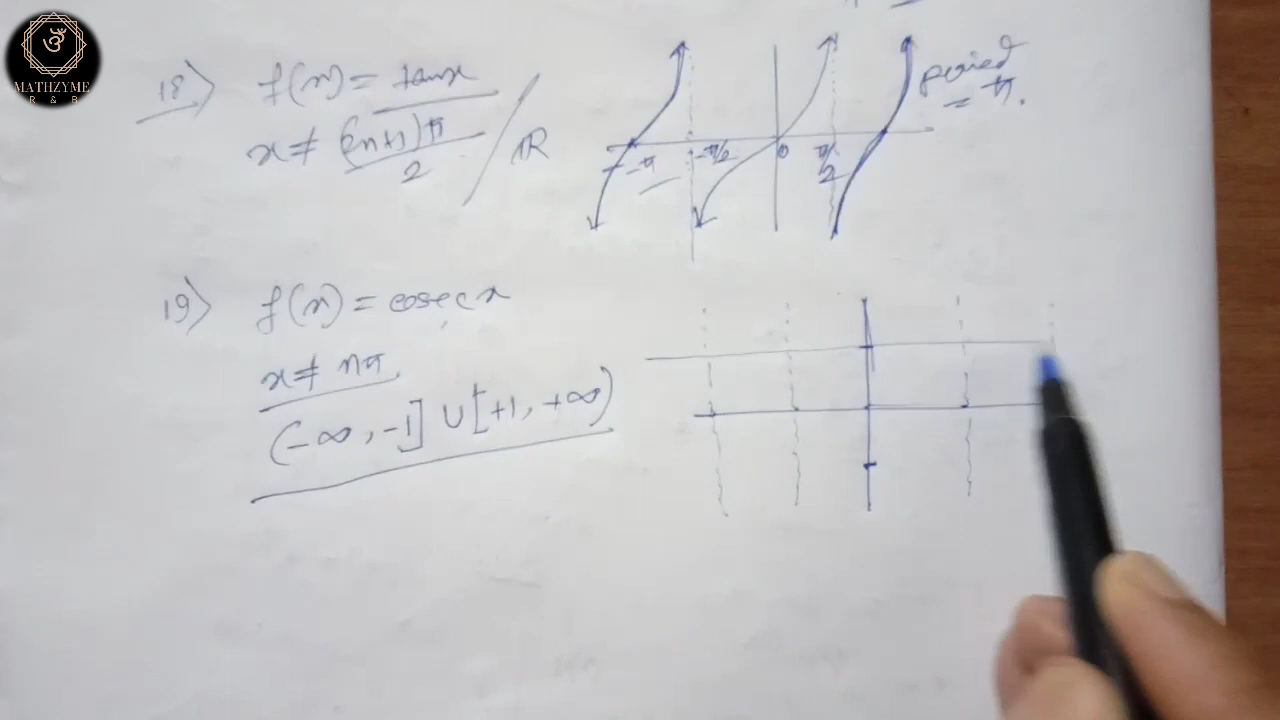 ॐ
MATHZYME
R & B
18) f(x) = tanx
x ≠ (2n+1)π/2 / R
period = π.
-π -π/2 0 π/2
19) f(x) = cosec x
x ≠ nπ,
(-∞, -1] ∪ [+1, +∞)